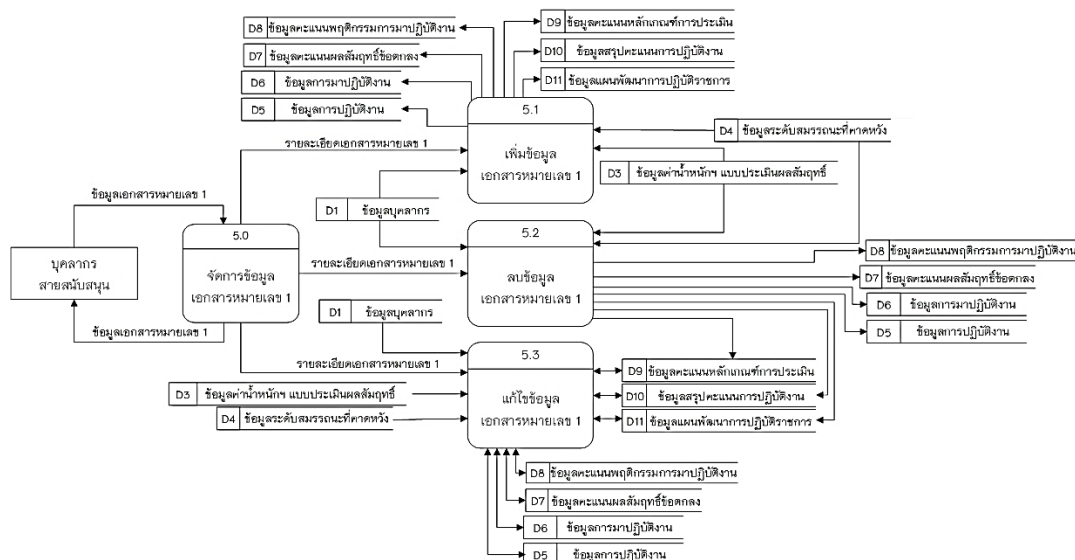 D8 ข้อมูลคะแนนพฤติกรรมการมาปฏิบัติงาน
D7 ข้อมูลคะแนนผลสัมฤทธิ์ข้อตกลง
D6 ข้อมูลการมาปฏิบัติงาน
D5 ข้อมูลการปฏิบัติงาน
D9 ข้อมูลคะแนนหลักเกณฑ์การประเมิน
D10 ข้อมูลสรุปคะแนนการปฏิบัติงาน
D11 ข้อมูลแผนพัฒนาการปฏิบัติราชการ
5.1
เพิ่มข้อมูล
เอกสารหมายเลข 1
D4 ข้อมูลระดับสมรรถนะที่คาดหวัง
รายละเอียดเอกสารหมายเลข 1
D3 ข้อมูลค่าน้ำหนักฯ แบบประเมินผลสัมฤทธิ์
ข้อมูลเอกสารหมายเลข 1
D1 ข้อมูลบุคลากร
5.0
จัดการข้อมูล
เอกสารหมายเลข 1
บุคลากร
สายสนับสนุน
ข้อมูลเอกสารหมายเลข 1
รายละเอียดเอกสารหมายเลข 1
5.2
ลบข้อมูล
เอกสารหมายเลข 1
D8 ข้อมูลคะแนนพฤติกรรมการมาปฏิบัติงาน
D7 ข้อมูลคะแนนผลสัมฤทธิ์ข้อตกลง
D6 ข้อมูลการมาปฏิบัติงาน
D5 ข้อมูลการปฏิบัติงาน
D1 ข้อมูลบุคลากร
รายละเอียดเอกสารหมายเลข 1
D3 ข้อมูลค่าน้ำหนักฯ แบบประเมินผลสัมฤทธิ์
D4 ข้อมูลระดับสมรรถนะที่คาดหวัง
5.3
แก้ไขข้อมูล
เอกสารหมายเลข 1
D9 ข้อมูลคะแนนหลักเกณฑ์การประเมิน
D10 ข้อมูลสรุปคะแนนการปฏิบัติงาน
D11 ข้อมูลแผนพัฒนาการปฏิบัติราชการ
D8 ข้อมูลคะแนนพฤติกรรมการมาปฏิบัติงาน
D7 ข้อมูลคะแนนผลสัมฤทธิ์ข้อตกลง
D6 ข้อมูลการมาปฏิบัติงาน
D5 ข้อมูลการปฏิบัติงาน